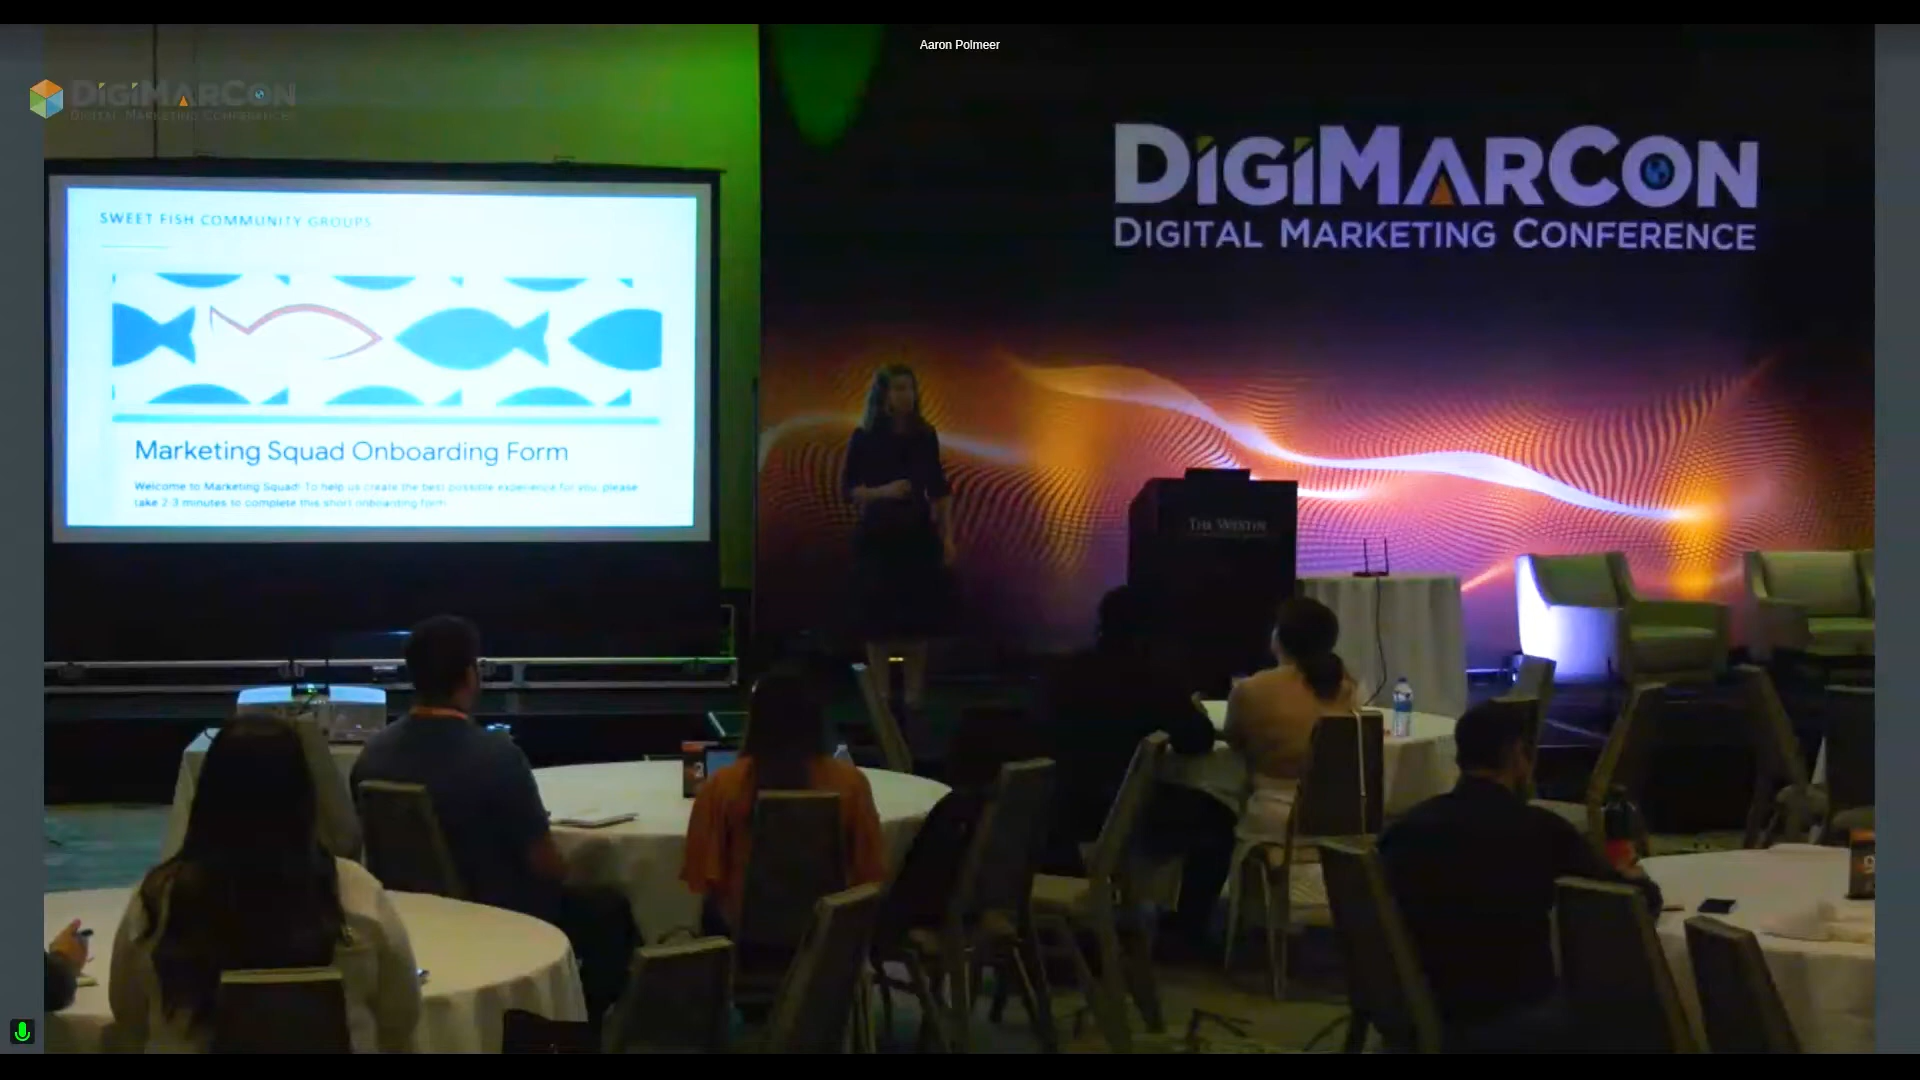 Aaron Polmeer
DIGIMARCON
DIGITAL MARKETING CONFERENCE
DIGIMARCON
DIGITAL MARKETING CONFERENCE
SWEET FISH COMMUNITY GROUPS
Marketing Squad Onboarding Form
Welcome to Marketing Squad! To help us create the best possible experience for you, please
take 2-3 minutes to complete this short onboarding form.
THE WESTIN
2
9